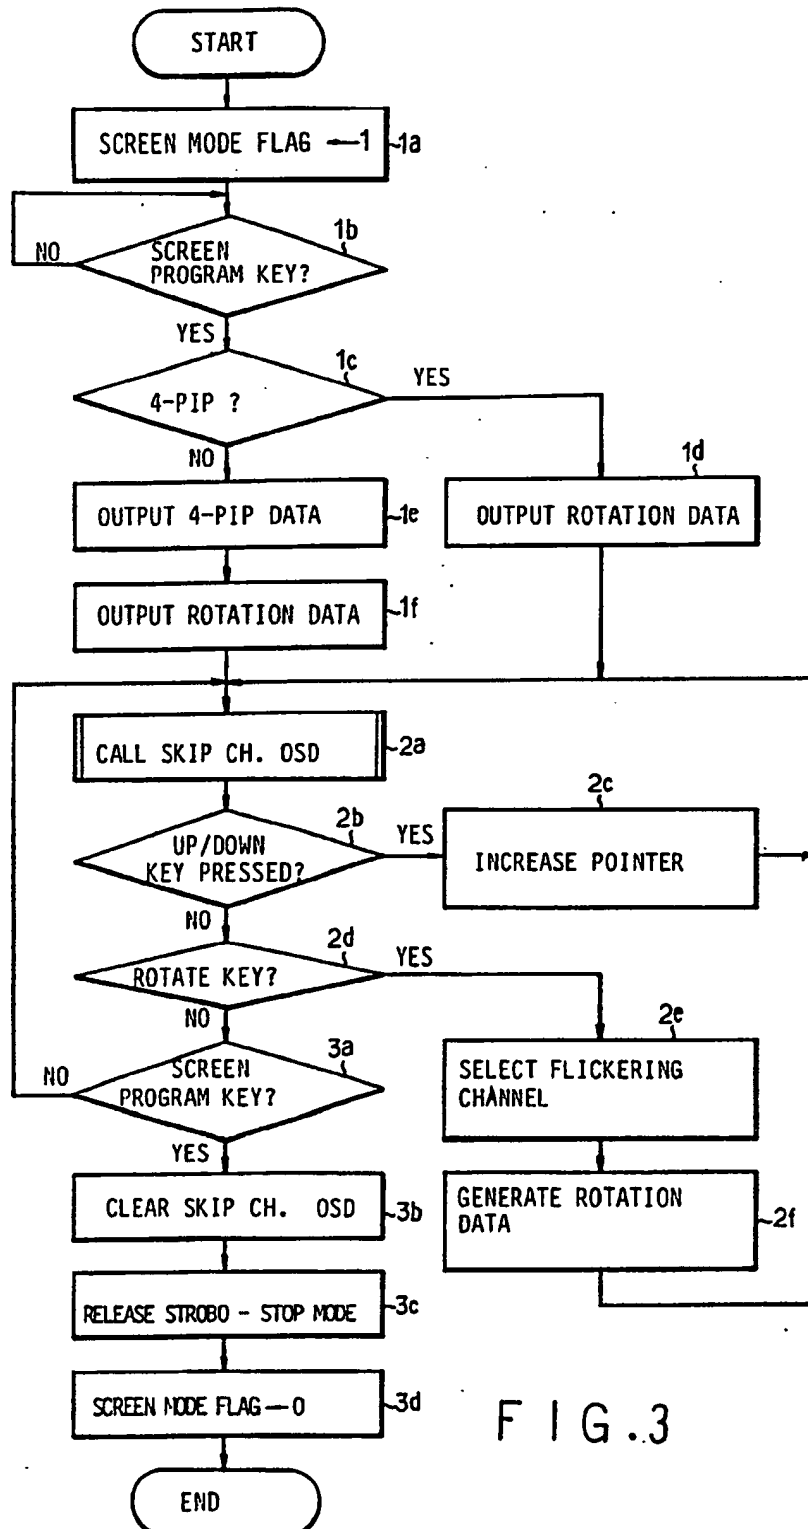 START
SCREEN MODE FLAG ←1
1a
1b
NO
SCREEN
PROGRAM KEY?
YES
1c
YES
4-PIP ?
NO
1d
OUTPUT 4-PIP DATA
1e
OUTPUT ROTATION DATA
OUTPUT ROTATION DATA
1f
CALL SKIP CH. OSD
2a
2b
2c
UP/DOWN
KEY PRESSED?
YES
INCREASE POINTER
NO
2d
YES
ROTATE KEY?
NO
2e
3a
NO
SCREEN
PROGRAM KEY?
SELECT FLICKERING
CHANNEL
YES
CLEAR SKIP CH. OSD
3b
GENERATE ROTATION
DATA
2f
RELEASE STROBO - STOP MODE
3c
SCREEN MODE FLAG — 0
3d
FIG.3
END